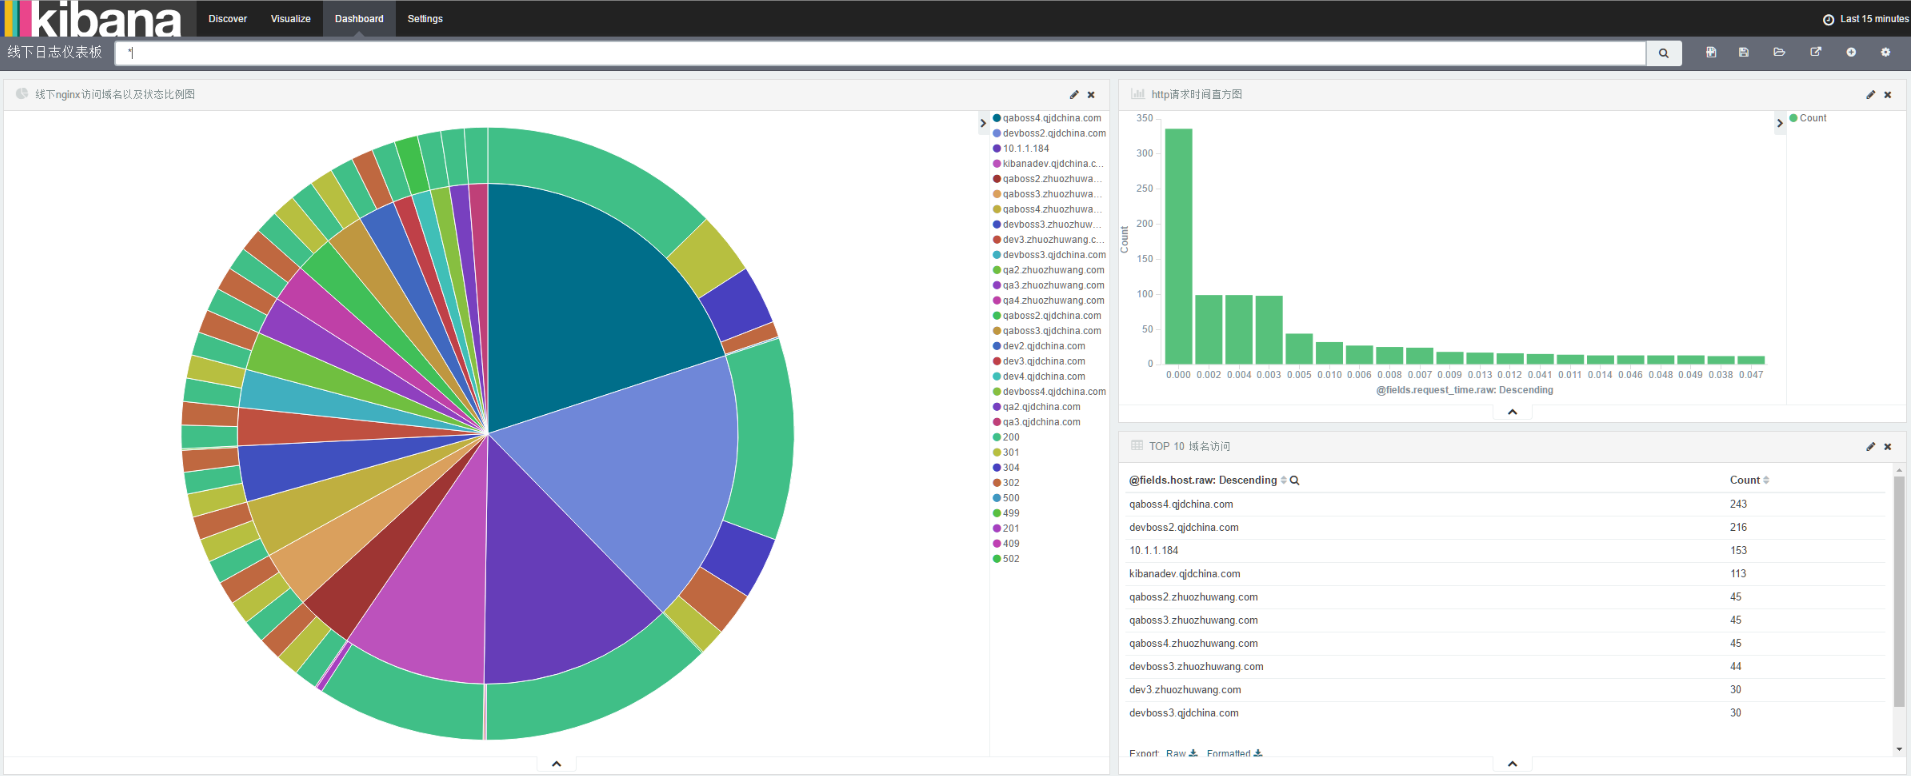 kibana
Discover Visualize Dashboard Settings
Last 15 minutes
线下日志仪表板
*
线下nginx访问域名以及状态比例图
qaboss4.qjdchina.com
devboss2.qjdchina.com
10.1.1.184
kibanadev.qjdchina.c...
qaboss2.zhuozhuwa...
qaboss3.zhuozhuwa...
qaboss4.zhuozhuwa...
devboss3.zhuozhuw...
dev3.zhuozhuwang.c...
devboss3.qjdchina.com
qa2.zhuozhuwang.com
qa3.zhuozhuwang.com
qa4.zhuozhuwang.com
qaboss2.qjdchina.com
qaboss3.qjdchina.com
dev2.qjdchina.com
dev3.qjdchina.com
dev4.qjdchina.com
devboss4.qjdchina.com
qa2.qjdchina.com
qa3.qjdchina.com
200
301
304
302
500
499
201
409
502
http请求时间直方图
Count
350
300
250
200
150
100
50
0
Count
0.000 0.002 0.004 0.003 0.005 0.010 0.006 0.008 0.007 0.009 0.013 0.012 0.041 0.011 0.014 0.046 0.048 0.049 0.038 0.047
@fields.request_time.raw: Descending
TOP 10 域名访问
@fields.host.raw: Descending Count
qaboss4.qjdchina.com 243
devboss2.qjdchina.com 216
10.1.1.184 153
kibanadev.qjdchina.com 113
qaboss2.zhuozhuwang.com 45
qaboss3.zhuozhuwang.com 45
qaboss4.zhuozhuwang.com 45
devboss3.zhuozhuwang.com 44
dev3.zhuozhuwang.com 30
devboss3.qjdchina.com 30
Export: Raw Formatted